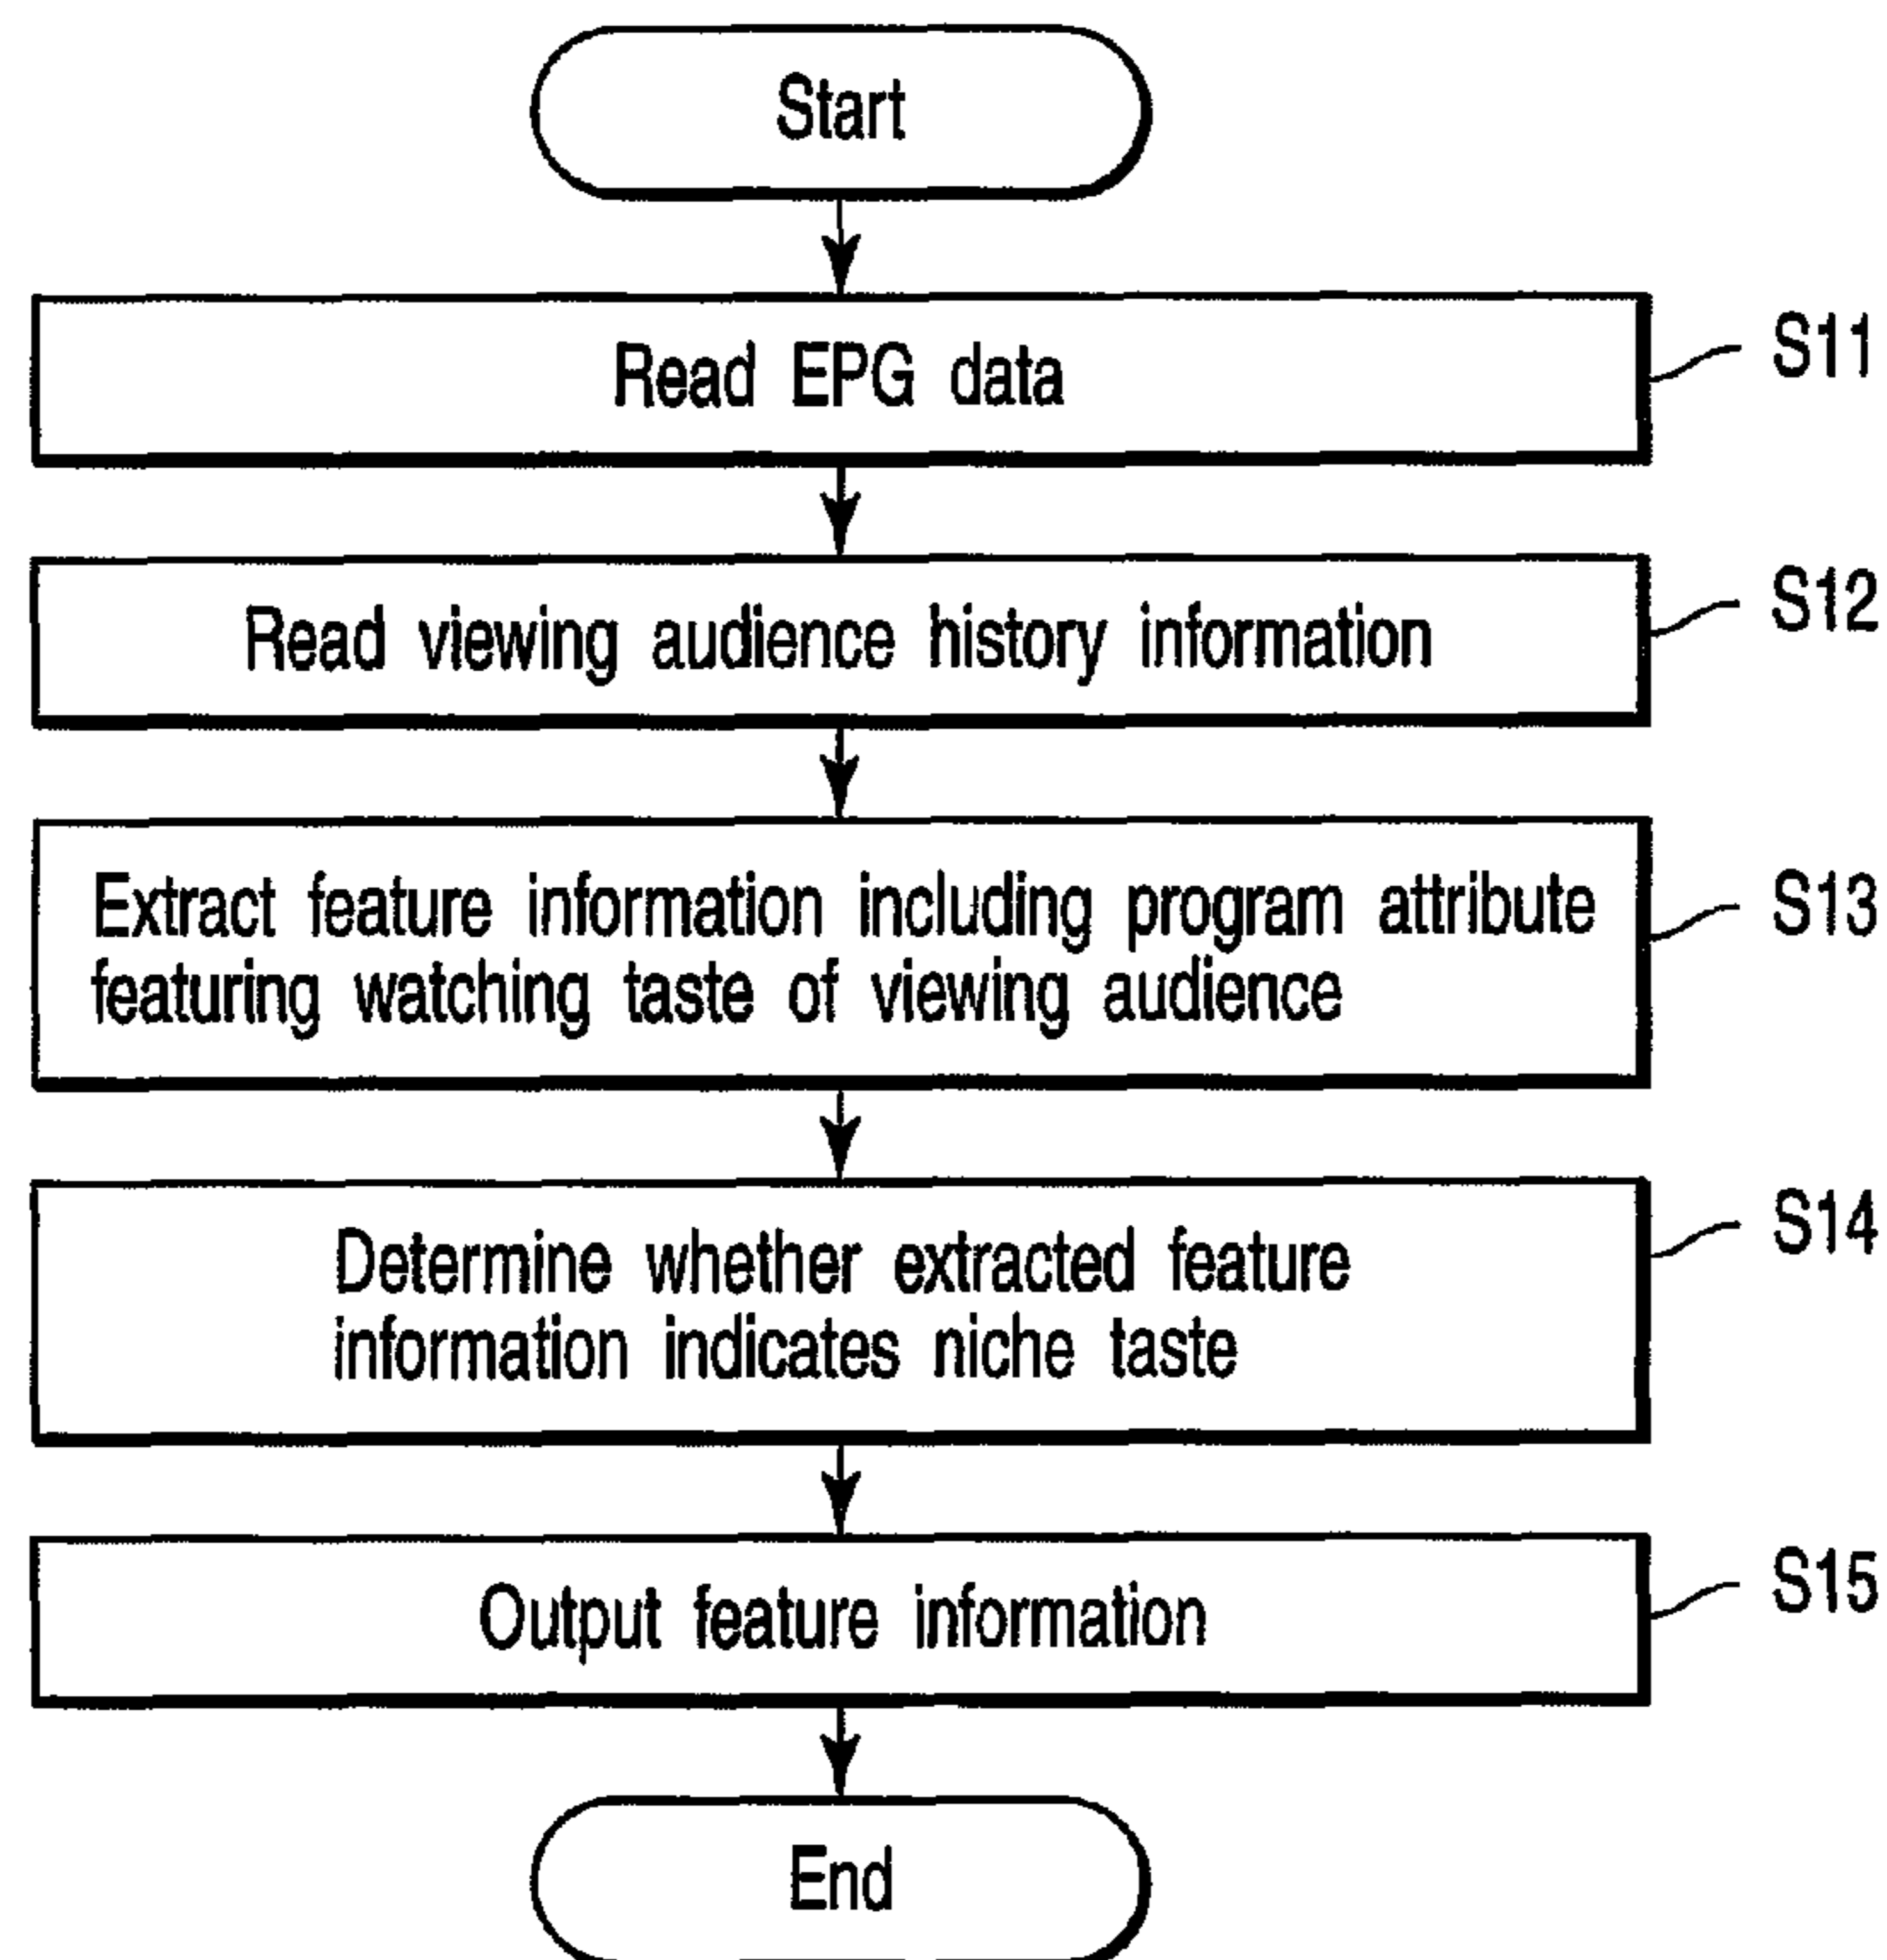 Start
Read EPG data
S11
Read viewing audience history information
S12
Extract feature information including program attribute
featuring watching taste of viewing audience
S13
Determine whether extracted feature
information indicates niche taste
S14
Output feature information
S15
End